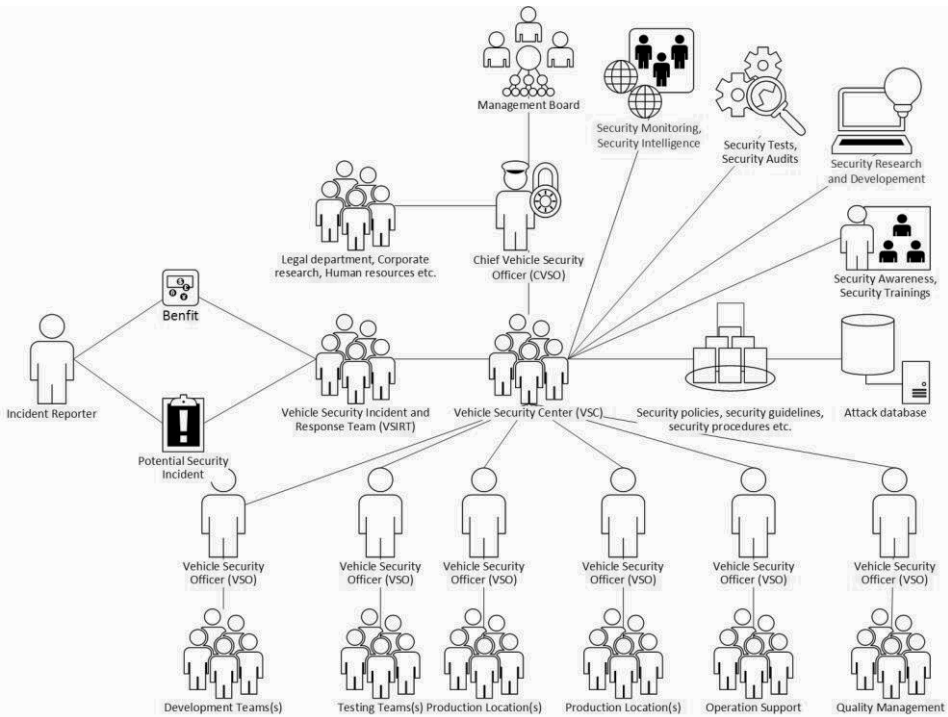 Management Board
Security Monitoring,
Security Intelligence
Security Tests,
Security Audits
Security Research
and Developement
Legal department, Corporate
research, Human resources etc.
Chief Vehicle Security
Officer (CVSO)
Security Awareness,
Security Trainings
Benfit
Incident Reporter
Vehicle Security Incident and
Response Team (VSIRT)
Vehicle Security Center (VSC)
Security policies, security guidelines,
security procedures etc.
Attack database
Potential Security
Incident
Vehicle Security
Officer (VSO)
Vehicle Security
Officer (VSO)
Vehicle Security
Officer (VSO)
Vehicle Security
Officer (VSO)
Vehicle Security
Officer (VSO)
Vehicle Security
Officer (VSO)
Development Teams(s)
Testing Teams(s)
Production Location(s)
Production Location(s)
Operation Support
Quality Management